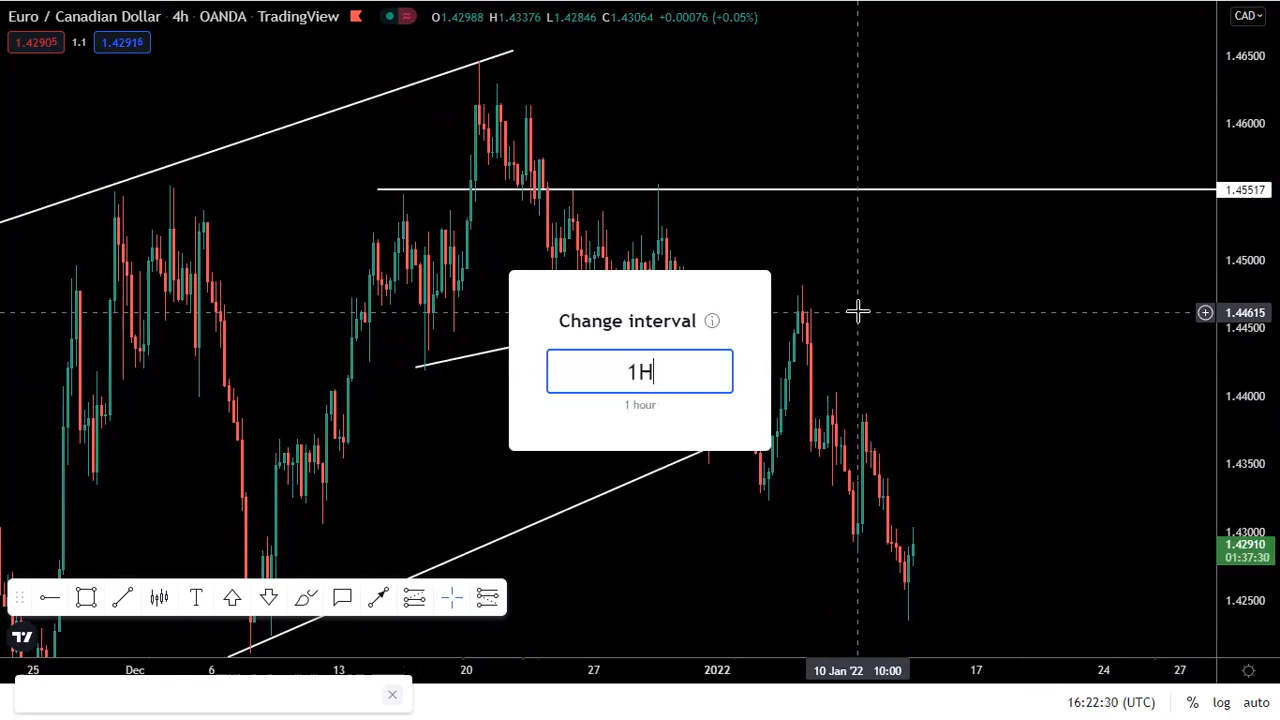 Euro / Canadian Dollar · 4h · OANDA · TradingView
O1.42988 H1.43376 L1.42846 C1.43064 +0.00076 (+0.05%)
CAD
1.42905 1.1 1.42916
1.46500
1.46000
1.45517
1.45000
1.44615
1.44500
1.44000
1.43500
1.43000
1.42910
01:37:30
1.42500
Change interval
1H
1 hour
T
25 Dec 6 13 20 27 2022 10 Jan '22 10:00 17 24 27
16:22:30 (UTC) % log auto